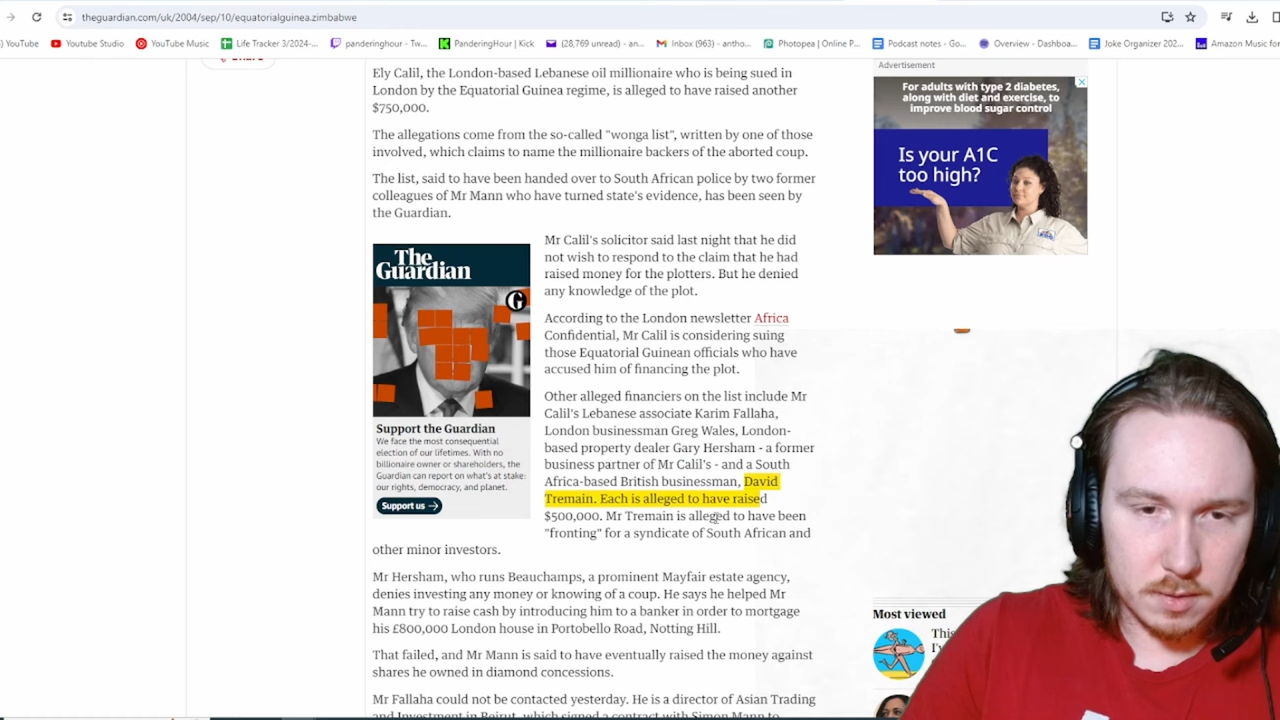 theguardian.com/uk/2004/sep/10/equatorialguinea.zimbabwe
YouTube
Youtube Studio
YouTube Music
Life Tracker 3/2024-...
panderinghour - Tw...
PanderingHour | Kick
(28,769 unread) - an...
Inbox (963) - antho...
Photopea | Online P...
Podcast notes - Go...
Overview - Dashboa...
Joke Organizer 202...
Amazon Music for
Ely Calil, the London-based Lebanese oil millionaire who is being sued in
London by the Equatorial Guinea regime, is alleged to have raised another
$750,000.
The allegations come from the so-called "wonga list", written by one of those
involved, which claims to name the millionaire backers of the aborted coup.
The list, said to have been handed over to South African police by two former
colleagues of Mr Mann who have turned state's evidence, has been seen by
the Guardian.
Mr Calil's solicitor said last night that he did
not wish to respond to the claim that he had
raised money for the plotters. But he denied
any knowledge of the plot.
According to the London newsletter Africa
Confidential, Mr Calil is considering suing
those Equatorial Guinean officials who have
accused him of financing the plot.
Other alleged financiers on the list include Mr
Calil's Lebanese associate Karim Fallaha,
London businessman Greg Wales, London-
based property dealer Gary Hersham - a former
business partner of Mr Calil's - and a South
Africa-based British businessman, David
Tremain. Each is alleged to have raised
$500,000. Mr Tremain is alleged to have been
"fronting" for a syndicate of South African and
other minor investors.
The
Guardian
G
Support the Guardian
We face the most consequential
election of our lifetimes. With no
billionaire owner or shareholders, the
Guardian can report on what's at stake:
our rights, democracy, and planet.
Support us
Mr Hersham, who runs Beauchamps, a prominent Mayfair estate agency,
denies investing any money or knowing of a coup. He says he helped Mr
Mann try to raise cash by introducing him to a banker in order to mortgage
his £800,000 London house in Portobello Road, Notting Hill.
That failed, and Mr Mann is said to have eventually raised the money against
shares he owned in diamond concessions.
Mr Fallaha could not be contacted yesterday. He is a director of Asian Trading
and Investment in Beirut, which signed a contract with Simon Mann to
Advertisement
For adults with type 2 diabetes,
along with diet and exercise, to
improve blood sugar control
Is your A1C
too high?
Most viewed
This
I'v